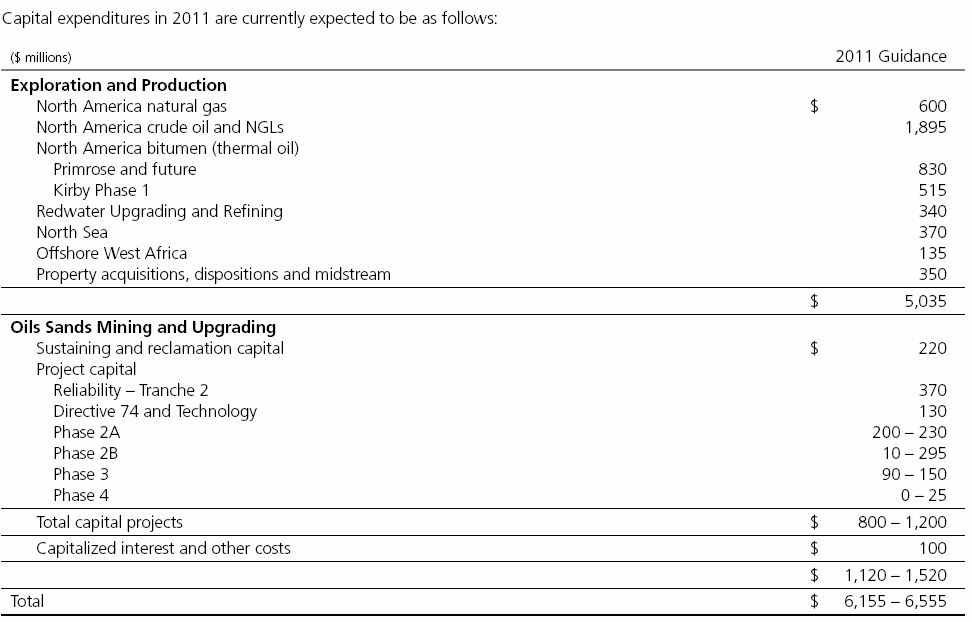 Capital expenditures in 2011 are currently expected to be as follows:
($ millions) 2011 Guidance
Exploration and Production
North America natural gas $ 600
North America crude oil and NGLs 1,895
North America bitumen (thermal oil)
Primrose and future 830
Kirby Phase 1 515
Redwater Upgrading and Refining 340
North Sea 370
Offshore West Africa 135
Property acquisitions, dispositions and midstream 350
$ 5,035
Oils Sands Mining and Upgrading
Sustaining and reclamation capital $ 220
Project capital
Reliability – Tranche 2 370
Directive 74 and Technology 130
Phase 2A 200 – 230
Phase 2B 10 – 295
Phase 3 90 – 150
Phase 4 0 – 25
Total capital projects $ 800 – 1,200
Capitalized interest and other costs $ 100
$ 1,120 – 1,520
Total $ 6,155 – 6,555